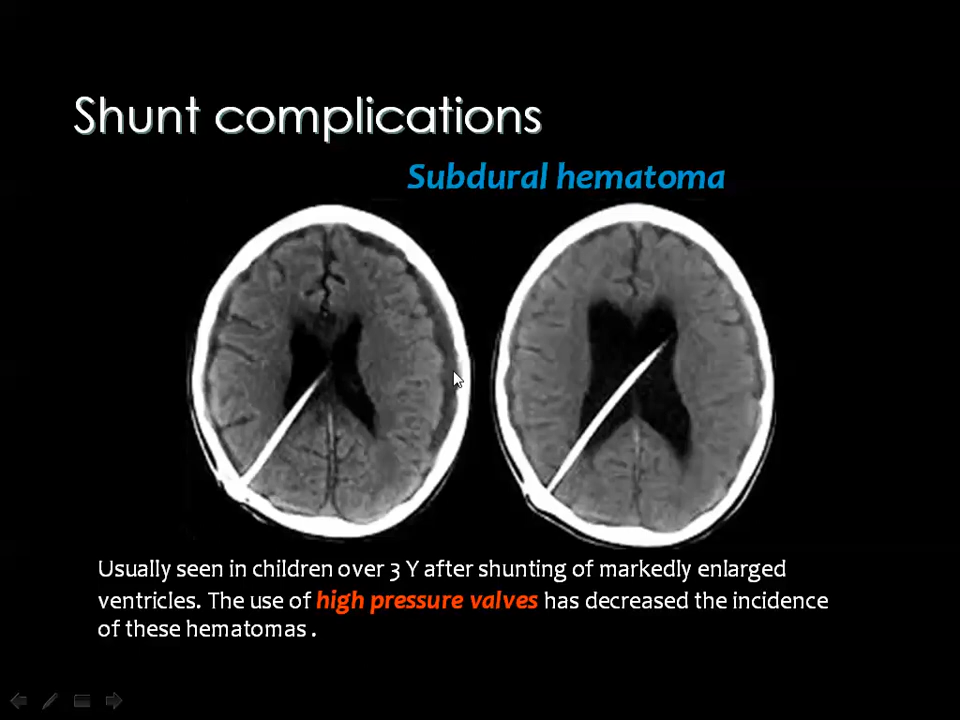 Shunt complications
Subdural hematoma
Usually seen in children over 3 Y after shunting of markedly enlarged
ventricles. The use of high pressure valves has decreased the incidence
of these hematomas .